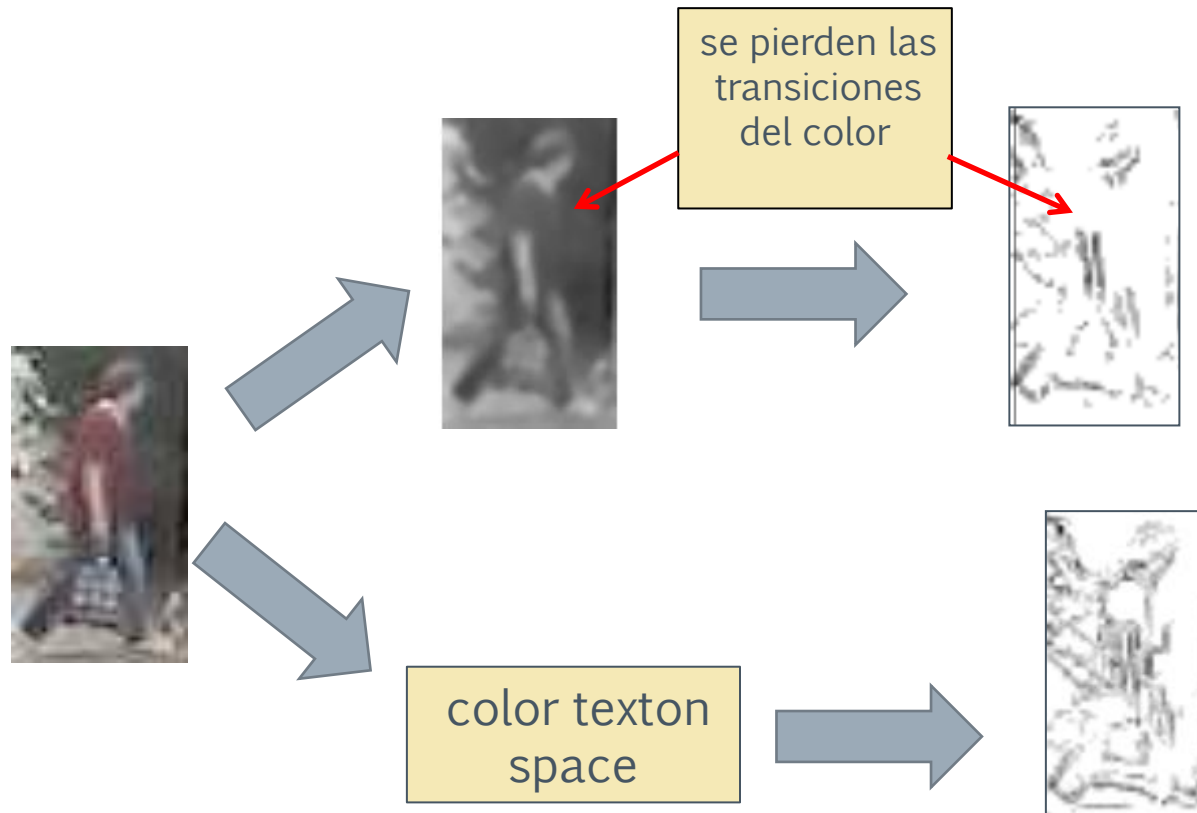 se pierden las
transiciones
del color
color texton
space